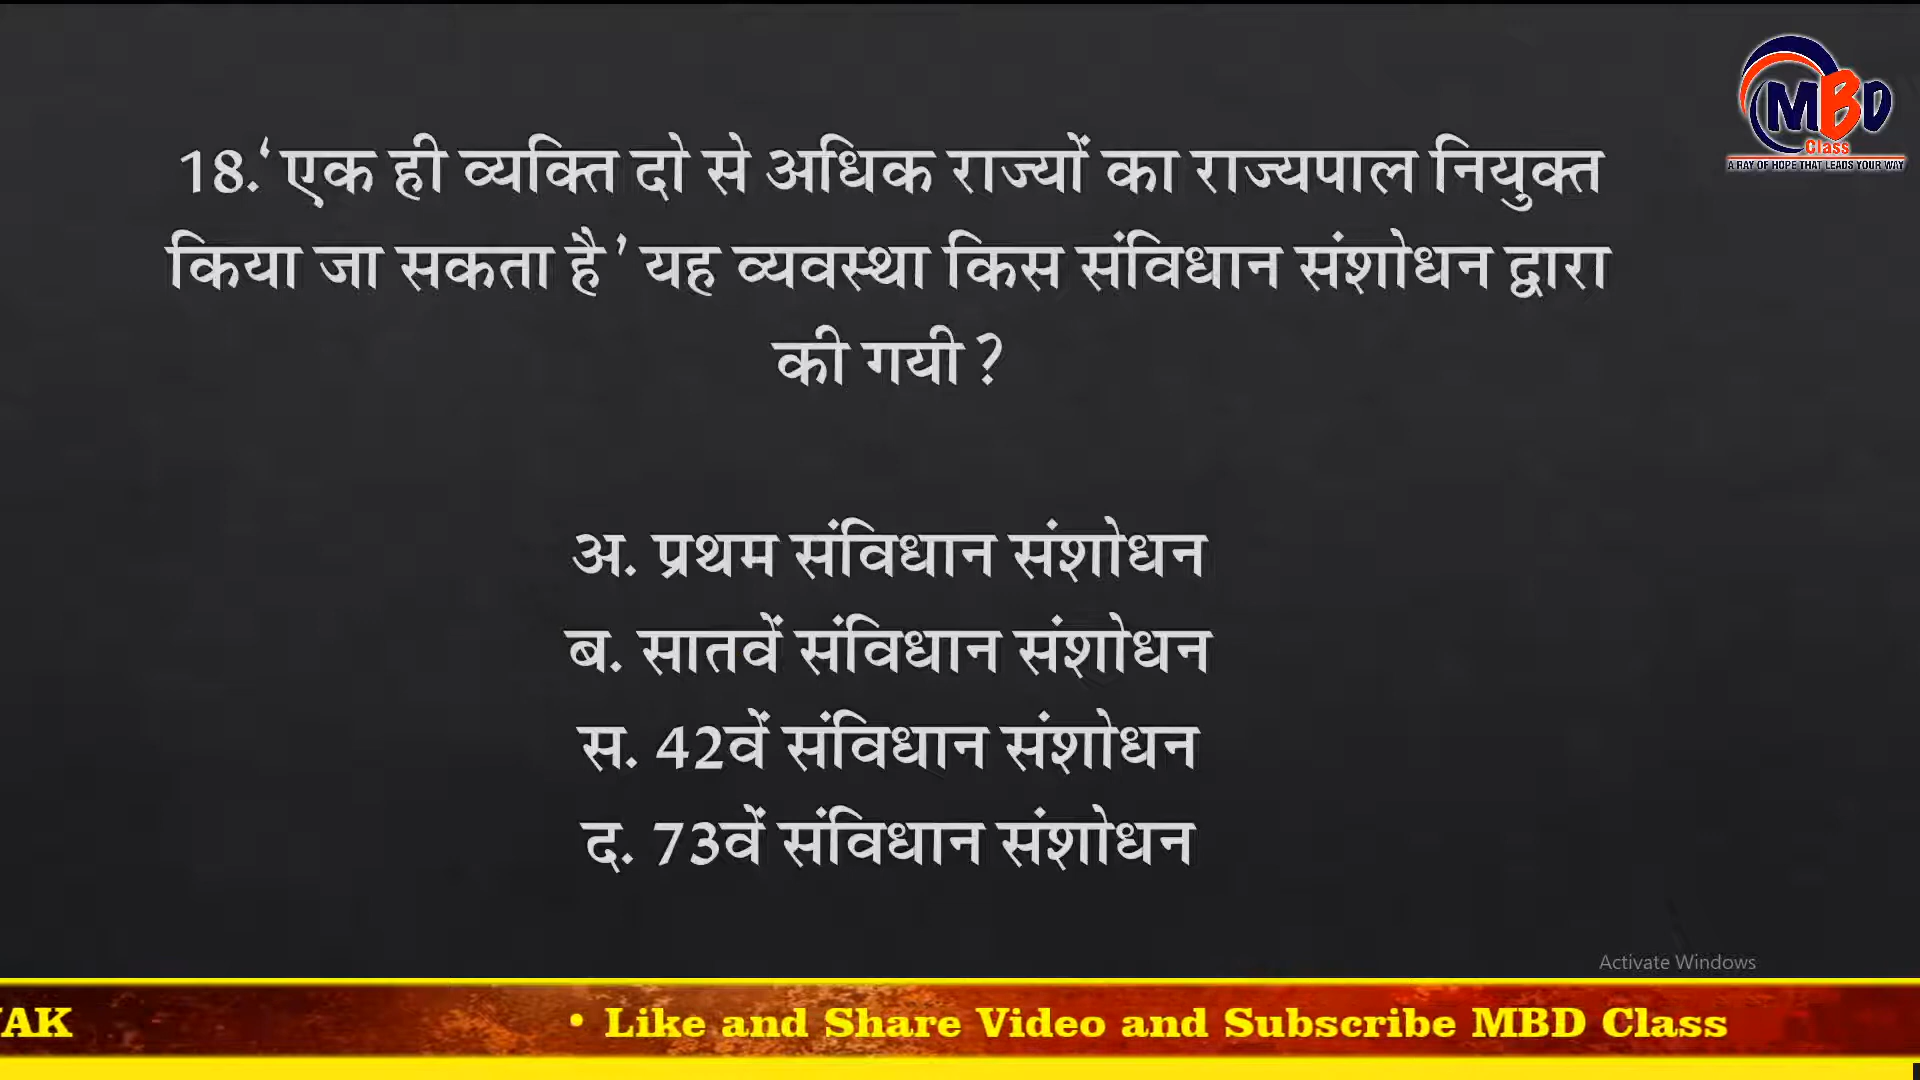 MBD
Class
A RAY OF HOPE THAT LEADS YOUR WAY
18.‘एक ही व्यक्ति दो से अधिक राज्यों का राज्यपाल नियुक्त
किया जा सकता है’ यह व्यवस्था किस संविधान संशोधन द्वारा
की गयी ?
अ. प्रथम संविधान संशोधन
ब. सातवें संविधान संशोधन
स. 42वें संविधान संशोधन
द. 73वें संविधान संशोधन
Activate Windows
• Like and Share Video and Subscribe MBD Class